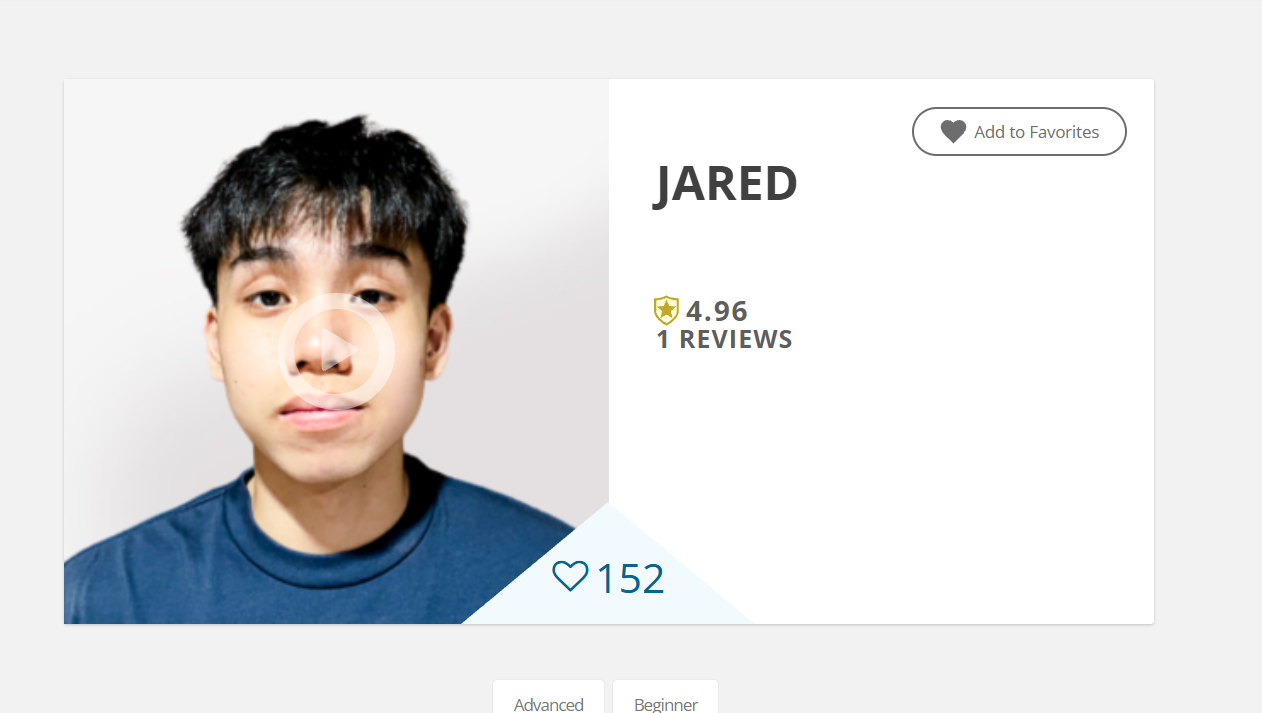 Add to Favorites
JARED
4.96
1 REVIEWS
152
Advanced
Beginner